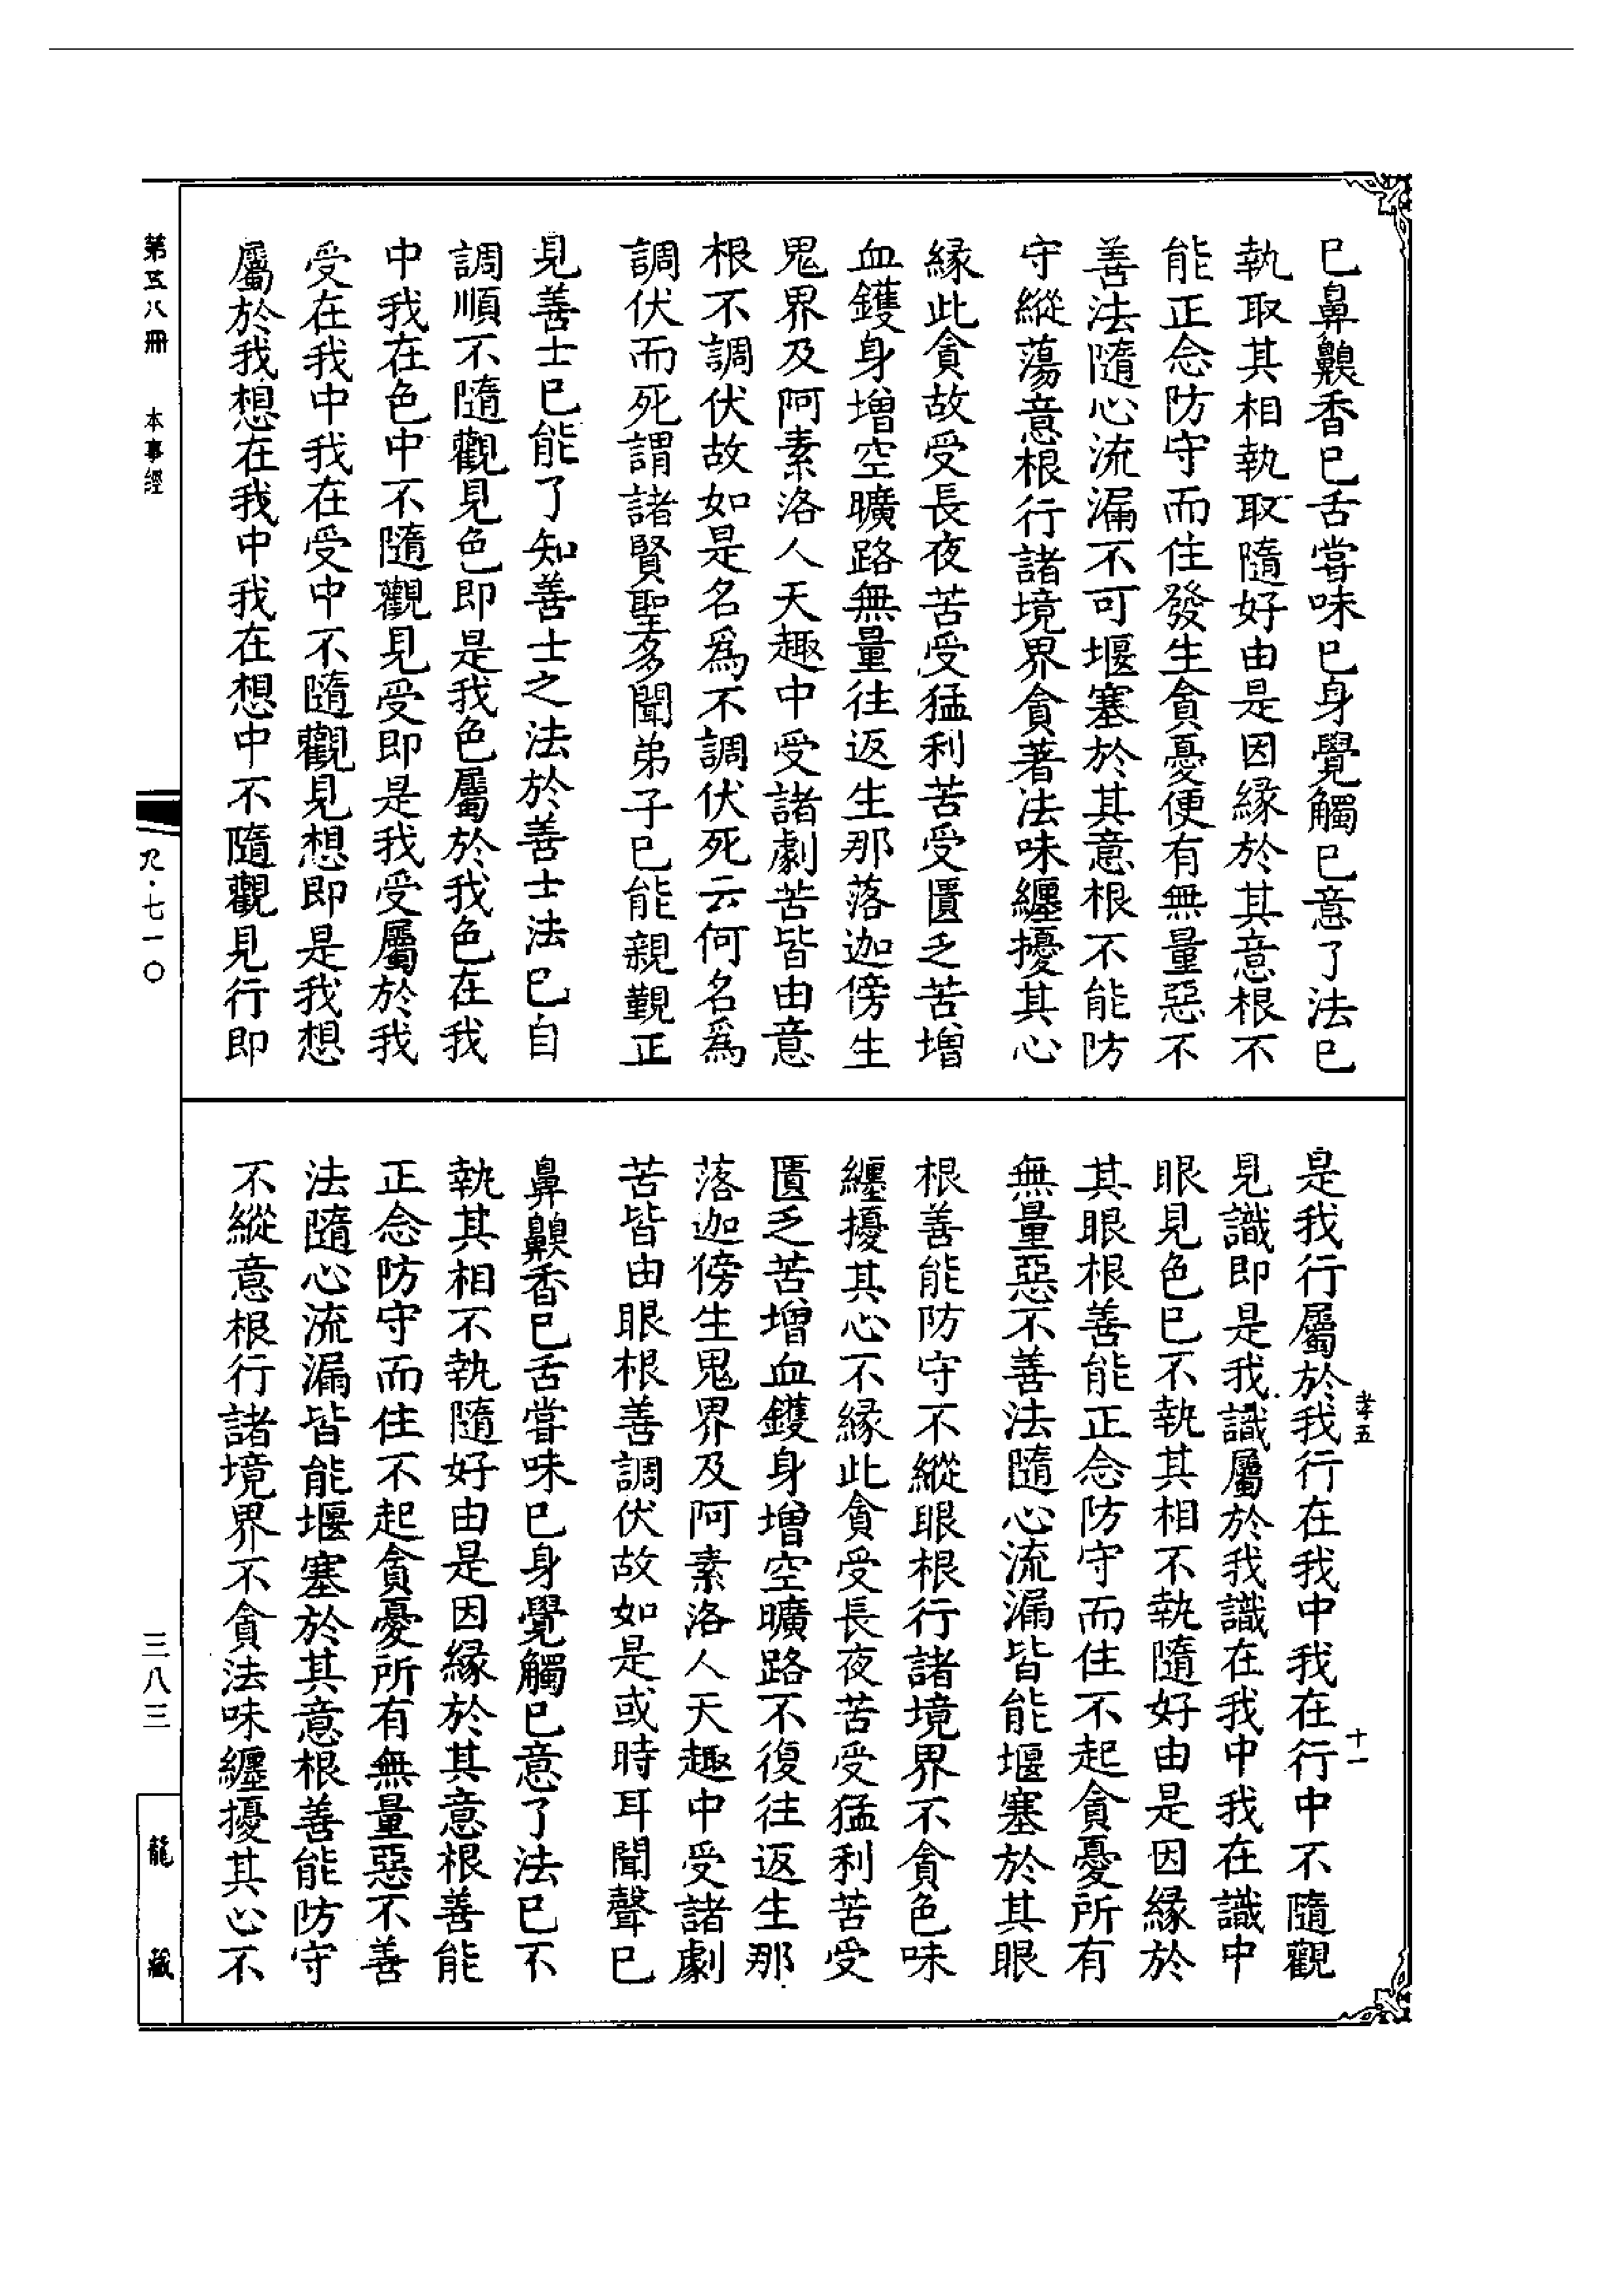 巳鼻齅香巳舌甞味巳身覺觸巳意了法巳
執取其相執取隨好由是因緣於其意根不
能正念防守而住發生貪憂便有無量惡不
善法隨心流漏不可堰塞於其意根不能防
守縱蕩意根行諸境界貪著法味纏擾其心
緣此貪故受長夜苦受猛利苦受匱乏苦增
血鑊身增空曠路無量往返生那落迦傍生
鬼界及阿素洛人天趣中受諸劇苦皆由意
根不調伏故如是名為不調伏死云何名為
調伏而死謂諸賢聖多聞弟子巳能親覲正
見善士巳能了知善士之法於善士法巳自
調順不隨觀見色即是我色屬於我色在我
中我在色中不隨觀見受即是我受屬於我
受在我中我在受中不隨觀見想即是我想
屬於我想在我中我在想中不隨觀見行即
是我行屬於我行在我中我在行中不隨觀
見識即是我識屬於我識在我中我在識中
眼見色巳不執其相不執隨好由是因緣於
其眼根善能正念防守而住不起貪憂所有
無量惡不善法隨心流漏皆能堰塞於其眼
根善能防守不縱眼根行諸境界不貪色味
纏擾其心不緣此貪受長夜苦受猛利苦受
匱乏苦增血鑊身增空曠路不復往返生那
落迦傍生鬼界及阿素洛人天趣中受諸劇
苦皆由眼根善調伏故如是或時耳聞聲巳
鼻齅香巳舌甞味巳身覺觸巳意了法巳不
執其相不執隨好由是因緣於其意根善能
正念防守而住不起貪憂所有無量惡不善
法隨心流漏皆能堰塞於其意根善能防守
不縱意根行諸境界不貪法味纏擾其心不
孝五
十一
第五八冊 本事經
九·七一〇
三八三
龍藏